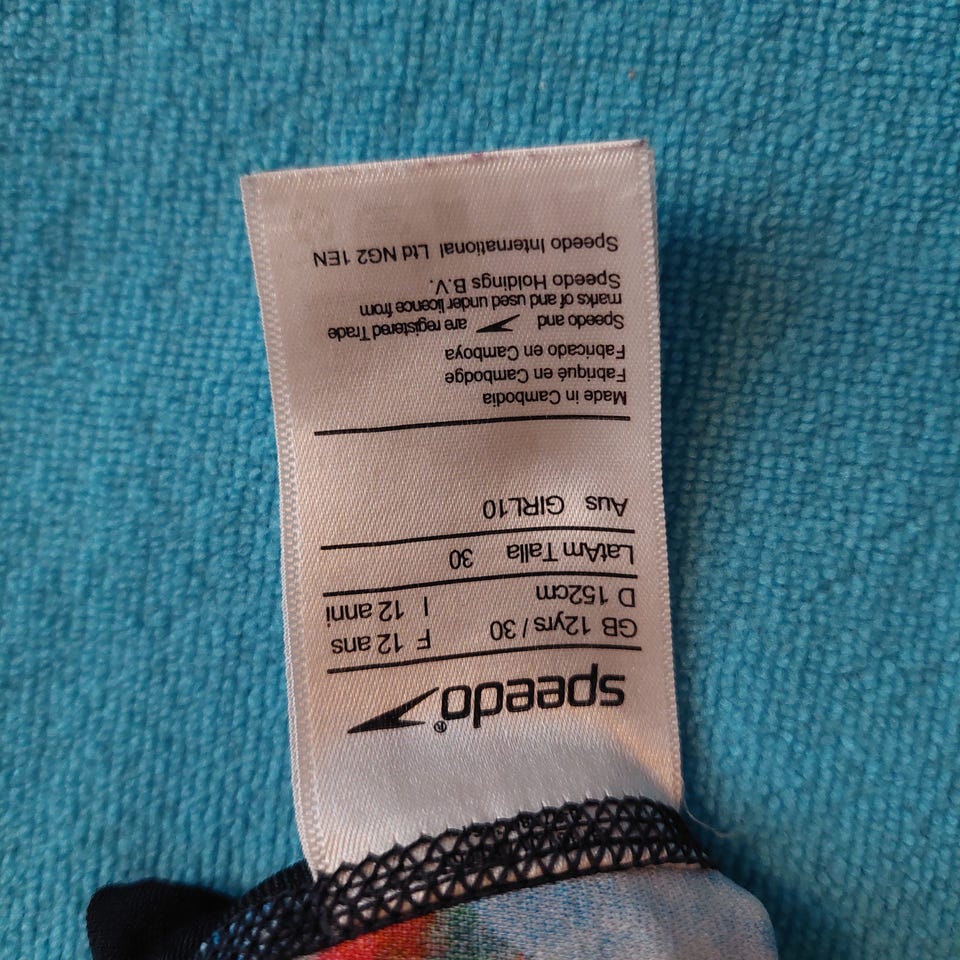 speedo®
GB 12yrs / 30 F 12 ans
D 152cm I 12 anni
LatAm Talla 30
Aus GIRL10
Made in Cambodia
Fabriqué en Cambodge
Fabricado en Camboya
Speedo and are registered Trade
marks of and used under licence from
Speedo Holdings B.V.
Speedo International Ltd NG2 1EN